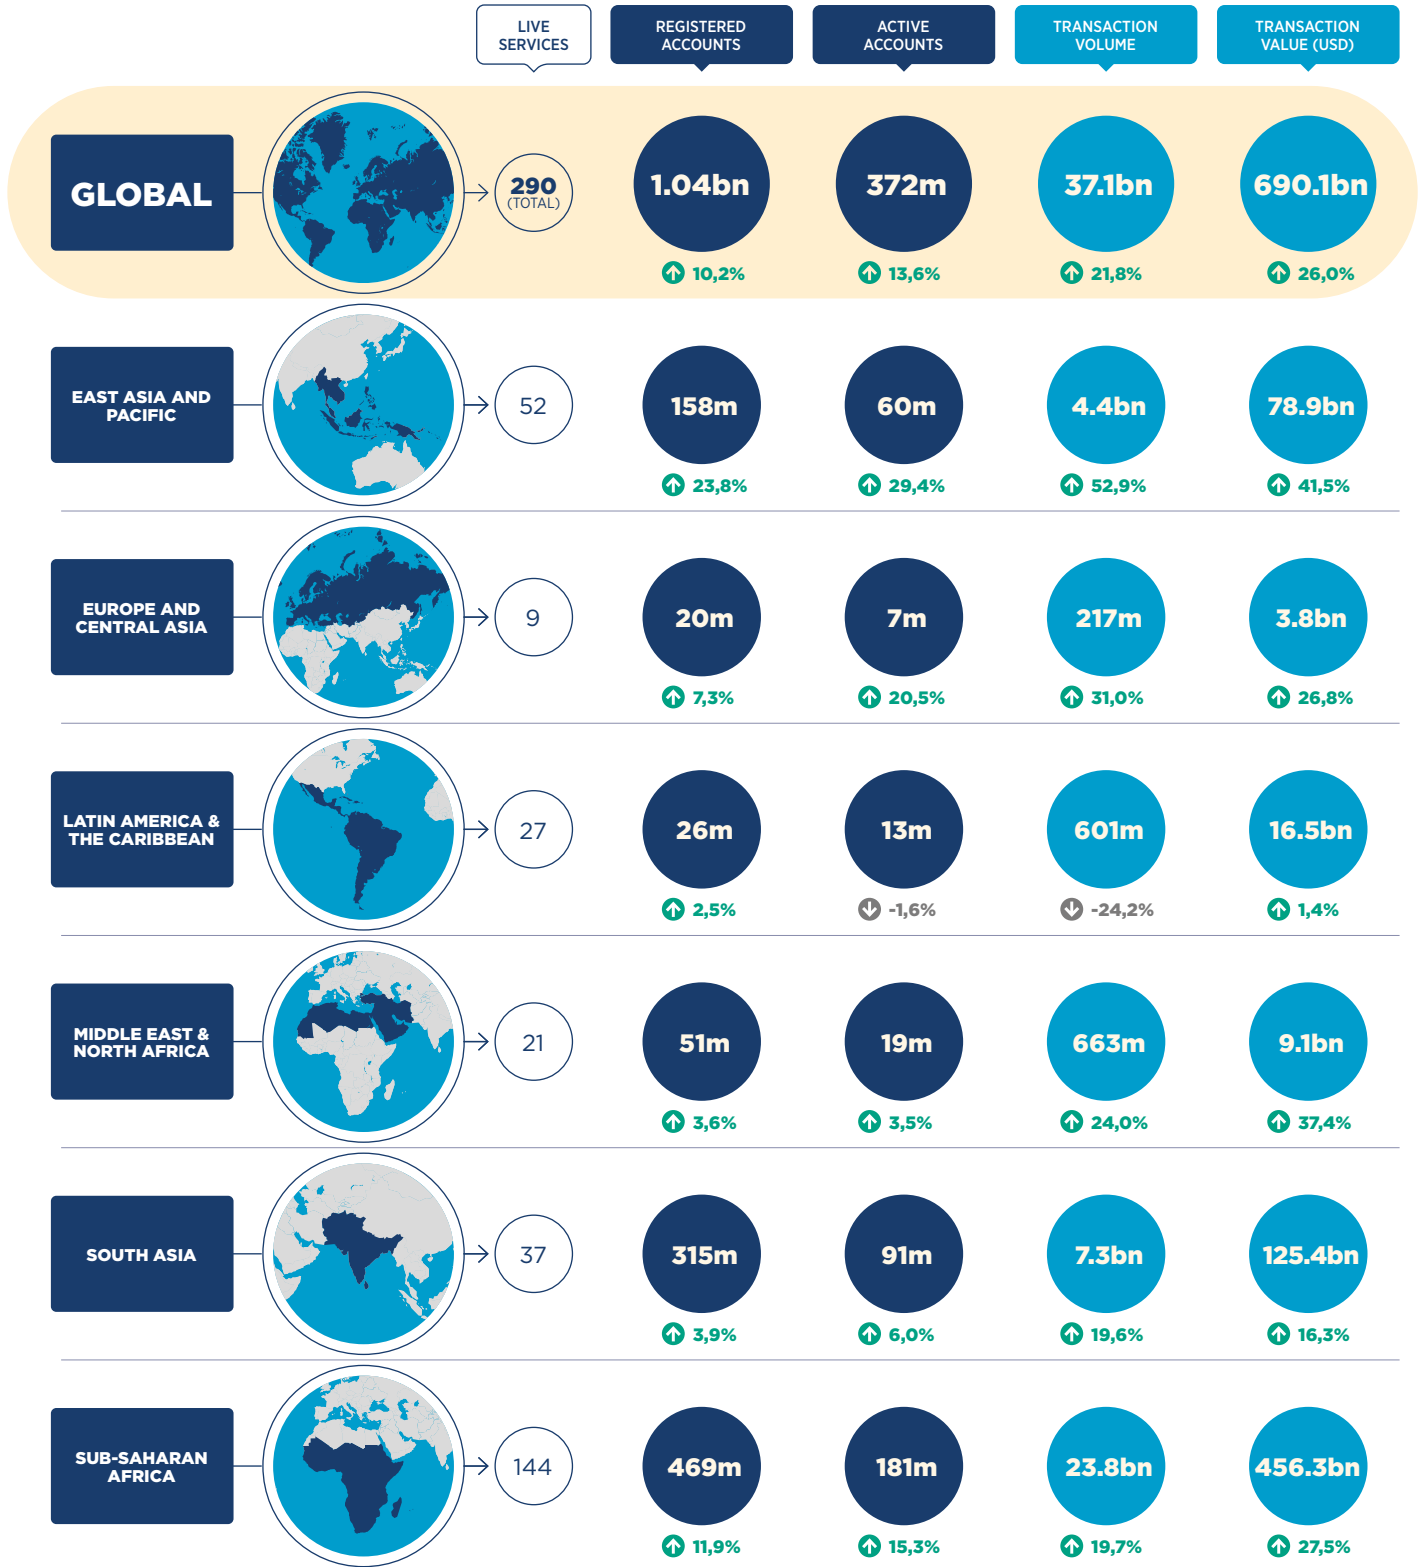 LIVE
SERVICES
REGISTERED
ACCOUNTS
ACTIVE
ACCOUNTS
TRANSACTION
VOLUME
TRANSACTION
VALUE (USD)
GLOBAL
290
(TOTAL)
1.04bn
372m
37.1bn
690.1bn
10,2%
13,6%
21,8%
26,0%
EAST ASIA AND
PACIFIC
52
158m
60m
4.4bn
78.9bn
23,8%
29,4%
52,9%
41,5%
EUROPE AND
CENTRAL ASIA
9
20m
7m
217m
3.8bn
7,3%
20,5%
31,0%
26,8%
LATIN AMERICA &
THE CARIBBEAN
27
26m
13m
601m
16.5bn
2,5%
-1,6%
-24,2%
1,4%
MIDDLE EAST &
NORTH AFRICA
21
51m
19m
663m
9.1bn
3,6%
3,5%
24,0%
37,4%
SOUTH ASIA
37
315m
91m
7.3bn
125.4bn
3,9%
6,0%
19,6%
16,3%
SUB-SAHARAN
AFRICA
144
469m
181m
23.8bn
456.3bn
11,9%
15,3%
19,7%
27,5%